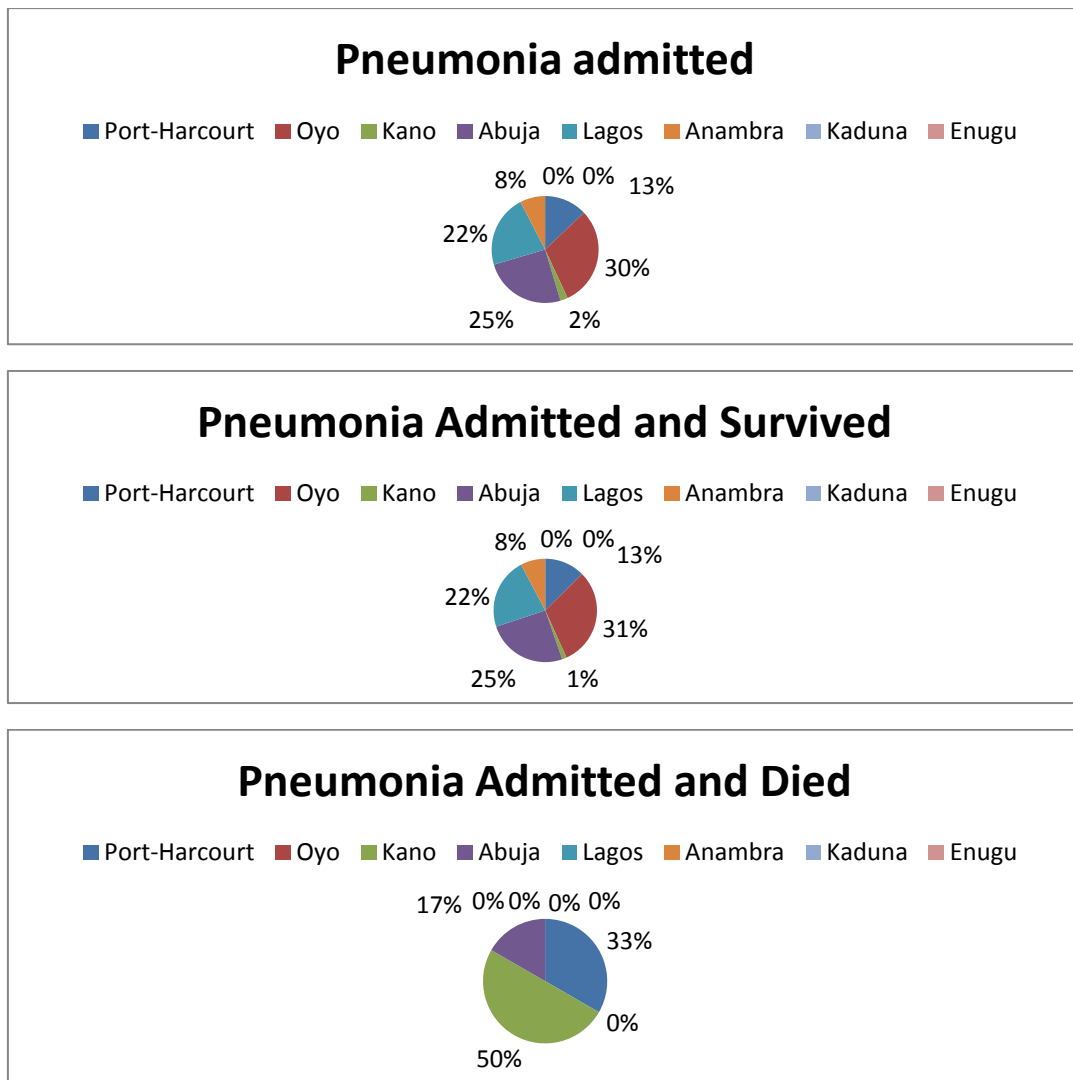 Pneumonia admitted
Port-Harcourt Oyo Kano Abuja Lagos Anambra Kaduna Enugu
8% 0% 0% 13%
22%
30%
25% 2%
Pneumonia Admitted and Survived
Port-Harcourt Oyo Kano Abuja Lagos Anambra Kaduna Enugu
8% 0% 0% 13%
22%
31%
25% 1%
Pneumonia Admitted and Died
Port-Harcourt Oyo Kano Abuja Lagos Anambra Kaduna Enugu
17% 0% 0% 0% 0%
33%
0%
50%